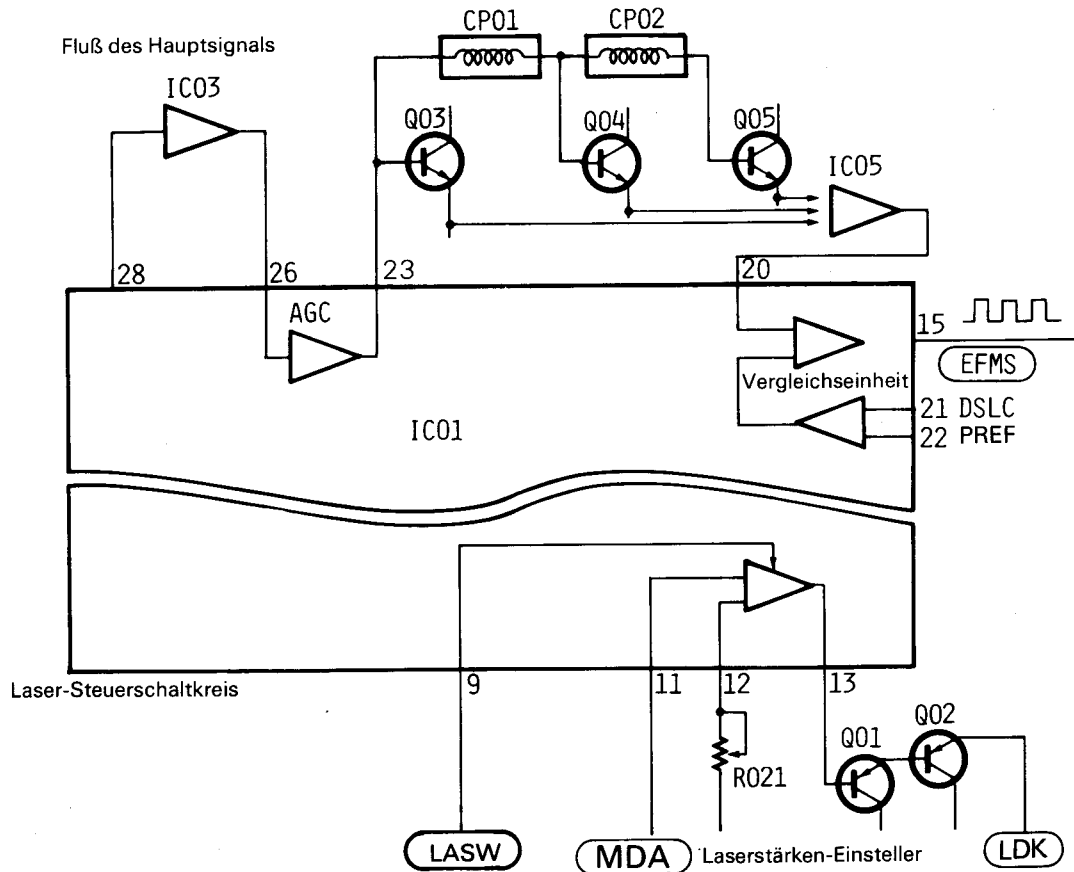 CP01
CP02
Fluß des Hauptsignals
IC03
Q03
Q04
Q05
IC05
28
26
23
20
AGC
15
EFMS
Vergleichseinheit
21 DSLC
22 PREF
IC01
Laser-Steuerschaltkreis
9
11
12
13
Q01
Q02
R021
LASW
MDA
Laserstärken-Einsteller
LDK